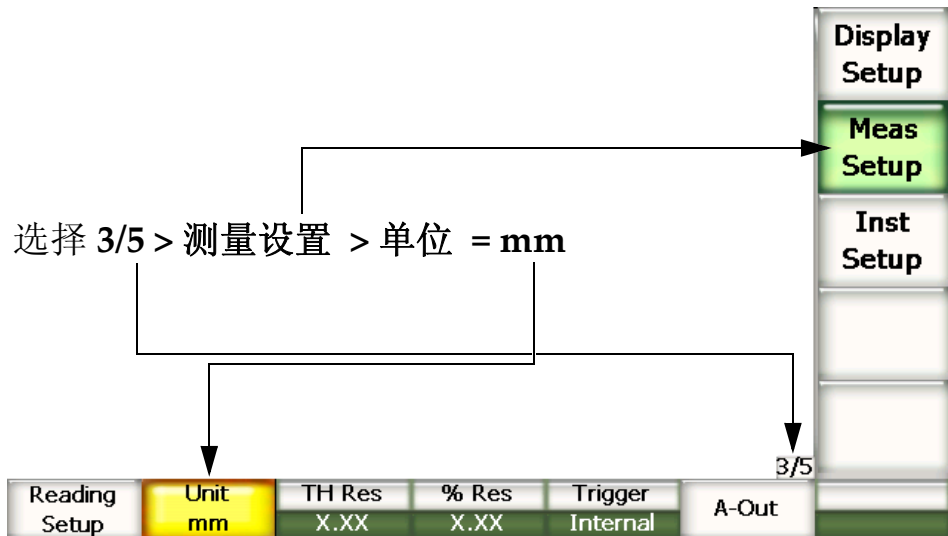 Display
Setup
Meas
Setup
选择 3/5 > 测量设置 > 单位 = mm
Inst
Setup
3/5
Reading
Setup
Unit
mm
TH Res
X.XX
% Res
X.XX
Trigger
Internal
A-Out